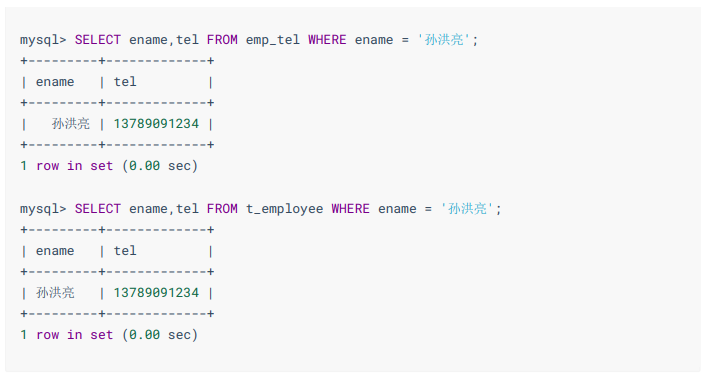 mysql> SELECT ename,tel FROM emp_tel WHERE ename = '孙洪亮';
+---------+-------------+
| ename   | tel         |
+---------+-------------+
|   孙洪亮 | 13789091234 |
+---------+-------------+
1 row in set (0.00 sec)

mysql> SELECT ename,tel FROM t_employee WHERE ename = '孙洪亮';
+---------+-------------+
| ename   | tel         |
+---------+-------------+
| 孙洪亮   | 13789091234 |
+---------+-------------+
1 row in set (0.00 sec)